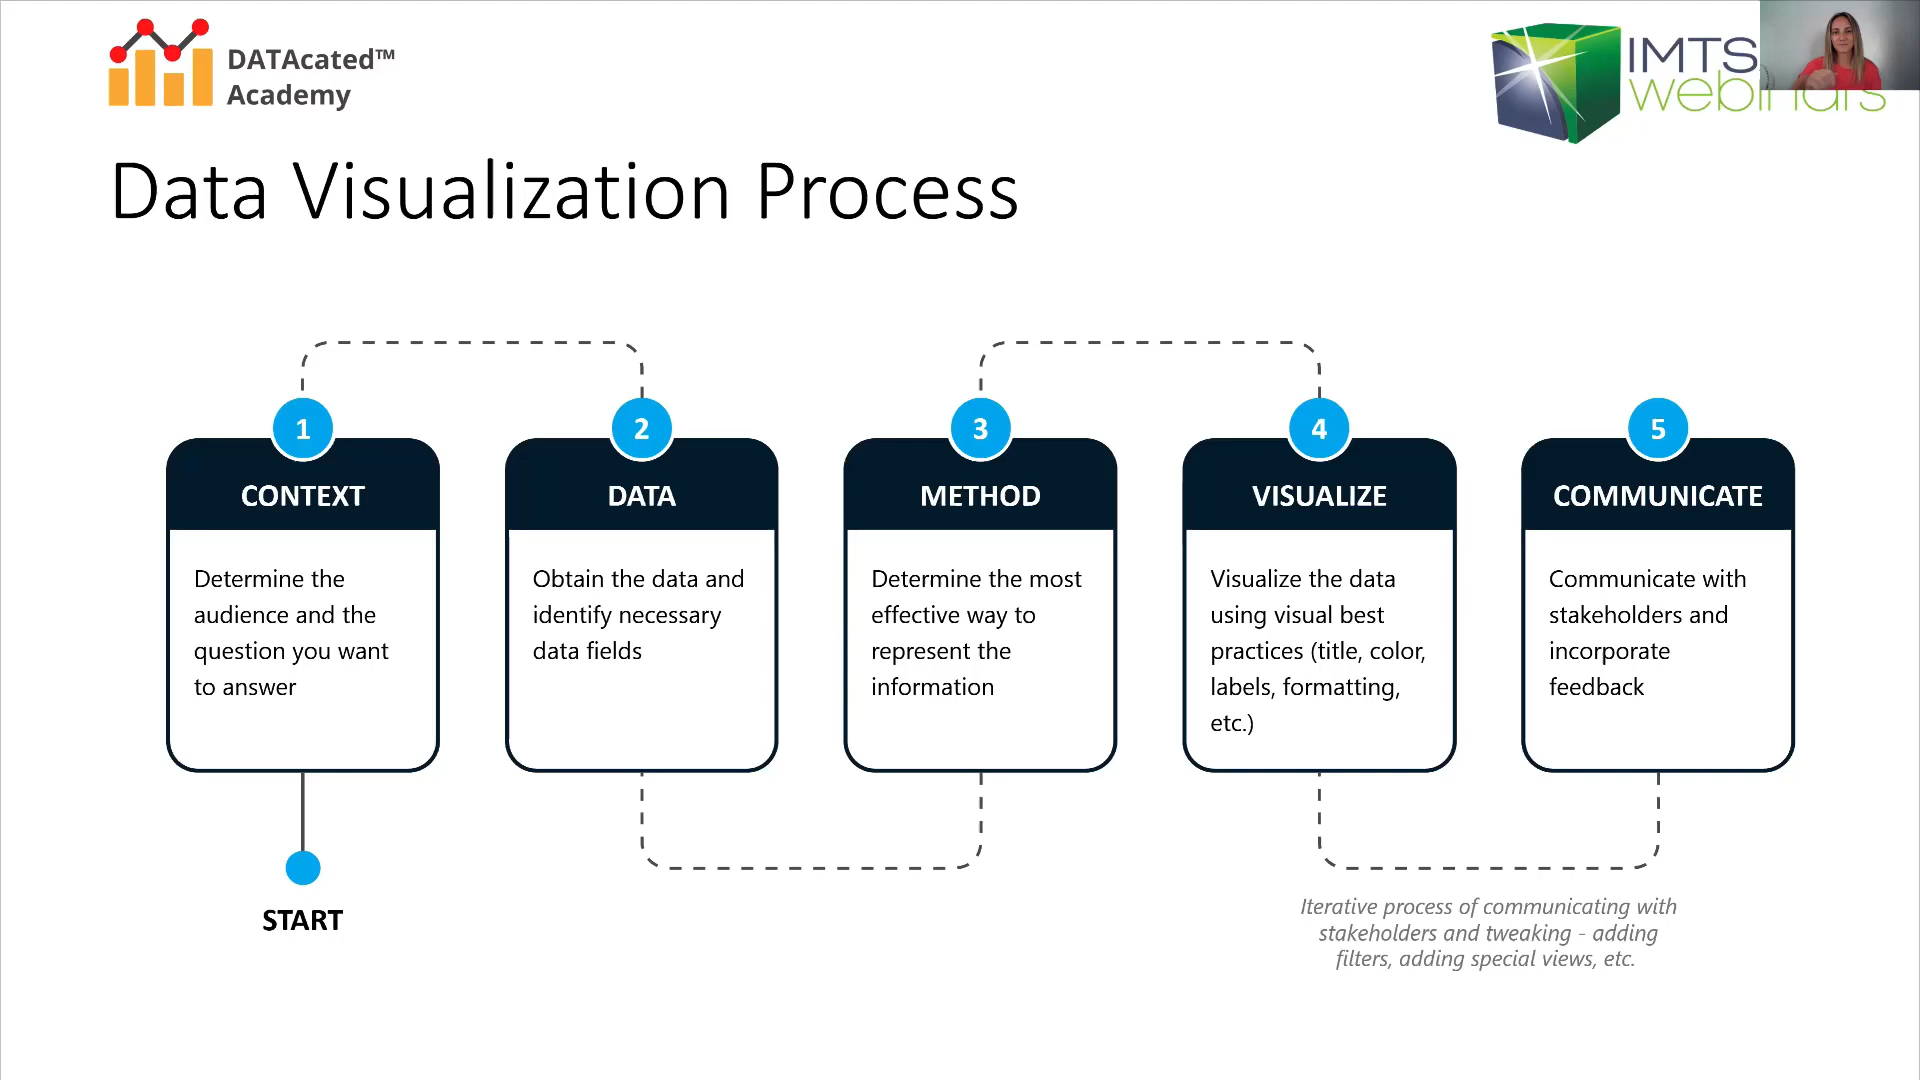 DATAcated™
Academy
IMTS
webinars
Data Visualization Process
1
CONTEXT
Determine the
audience and the
question you want
to answer
START
2
DATA
Obtain the data and
identify necessary
data fields
3
METHOD
Determine the most
effective way to
represent the
information
4
VISUALIZE
Visualize the data
using visual best
practices (title, color,
labels, formatting,
etc.)
5
COMMUNICATE
Communicate with
stakeholders and
incorporate
feedback
Iterative process of communicating with
stakeholders and tweaking - adding
filters, adding special views, etc.